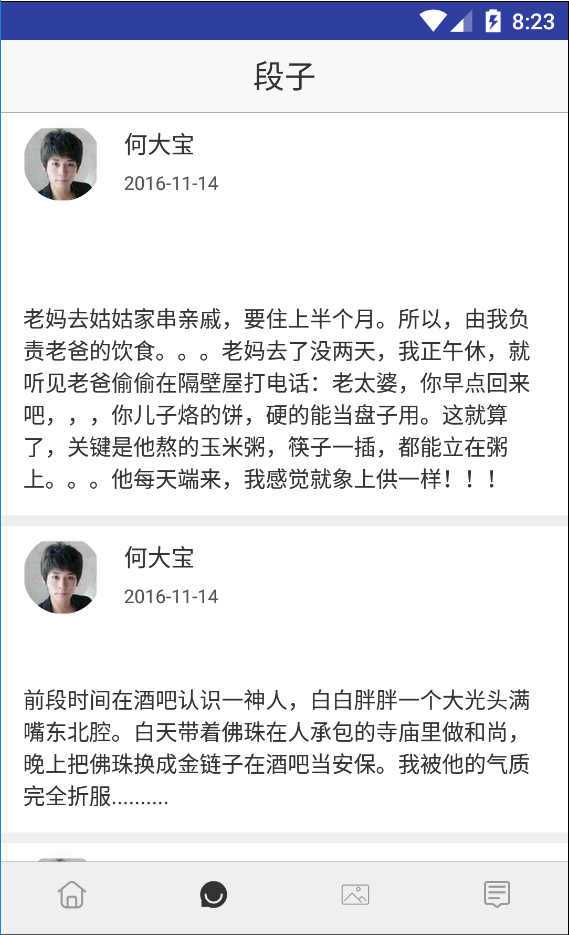 8:23
段子
何大宝
2016-11-14
老妈去姑姑家串亲戚，要住上半个月。所以，由我负
责老爸的饮食。。。老妈去了没两天，我正午休，就
听见老爸偷偷在隔壁屋打电话：老太婆，你早点回来
吧，，，你儿子烙的饼，硬的能当盘子用。这就算
了，关键是他熬的玉米粥，筷子一插，都能立在粥
上。。。他每天端来，我感觉就象上供一样！！！
何大宝
2016-11-14
前段时间在酒吧认识一神人，白白胖胖一个大光头满
嘴东北腔。白天带着佛珠在人承包的寺庙里做和尚，
晚上把佛珠换成金链子在酒吧当安保。我被他的气质
完全折服..........